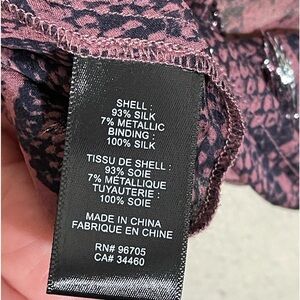 SHELL :
93% SILK
7% METALLIC
BINDING :
100% SILK
TISSU DE SHELL :
93% SOIE
7% MÉTALLIQUE
TUYAUTERIE :
100% SOIE
MADE IN CHINA
FABRIQUE EN CHINE
RN# 96705
CA# 34460